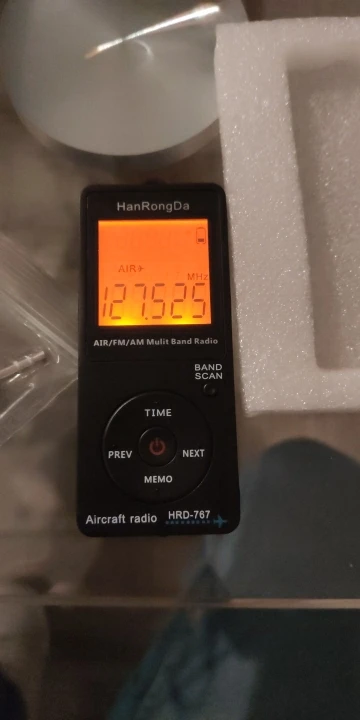 HanRongDa
AIR
MHz
127.525
AIR/FM/AM Mulit Band Radio
BAND
SCAN
TIME
PREV
NEXT
MEMO
Aircraft radio HRD-767